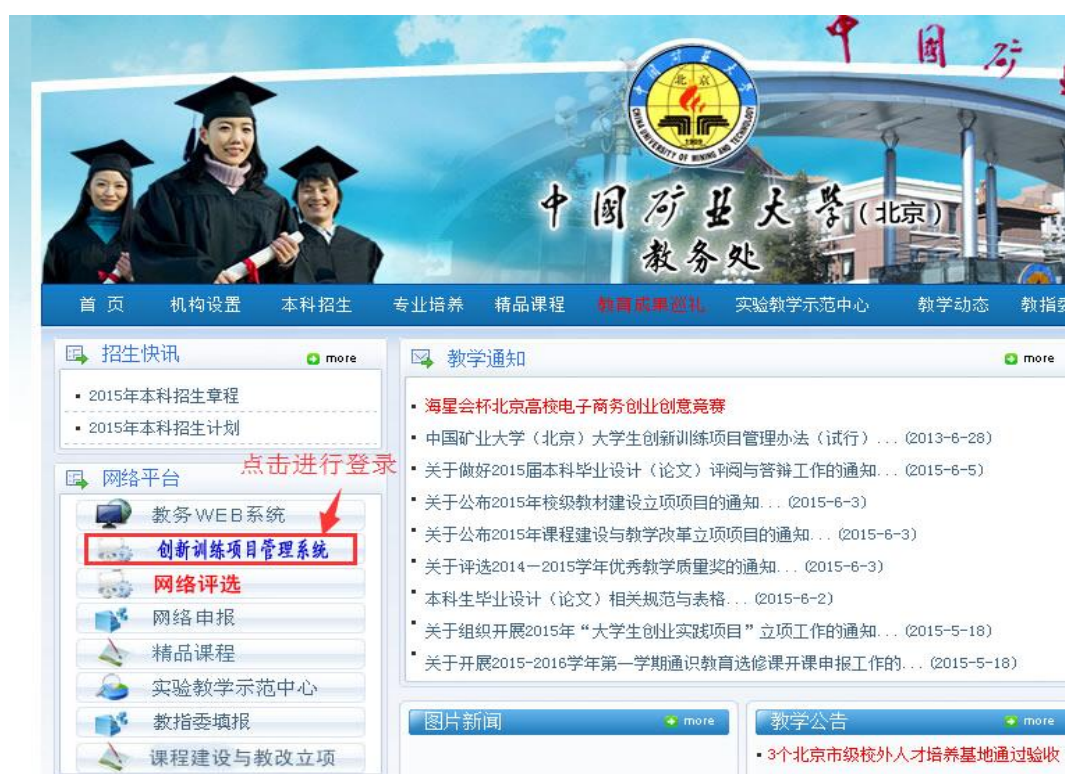 中国矿
北京
CHINA UNIVERSITY OF MINING AND TECHNOLOGY
1909
中国矿业大学(北京)
教务处
首 页 机构设置 本科招生 专业培养 精品课程 教育成果巡礼 实验教学示范中心 教学动态 教指委
招生快讯 more
2015年本科招生章程
2015年本科招生计划
教学通知 more
海星会杯北京高校电子商务创业创意竞赛
中国矿业大学(北京)大学生创新训练项目管理办法(试行)... (2013-6-28)
关于做好2015届本科毕业设计(论文)评阅与答辩工作的通知... (2015-6-5)
关于公布2015年校级教材建设立项项目的通知... (2015-6-3)
关于公布2015年课程建设与教学改革立项项目的通知... (2015-6-3)
关于评选2014—2015学年优秀教学质量奖的通知... (2015-6-3)
本科生毕业设计(论文)相关规范与表格... (2015-6-2)
关于组织开展2015年“大学生创业实践项目”立项工作的通知... (2015-5-18)
关于开展2015-2016学年第一学期通识教育选修课开课申报工作的... (2015-5-18)
网络平台
点击进行登录
教务WEB系统
创新训练项目管理系统
网络评选
网络申报
精品课程
实验教学示范中心
教指委填报
课程建设与教改立项
图片新闻 more
教学公告 more
3个北京市级校外人才培养基地通过验收